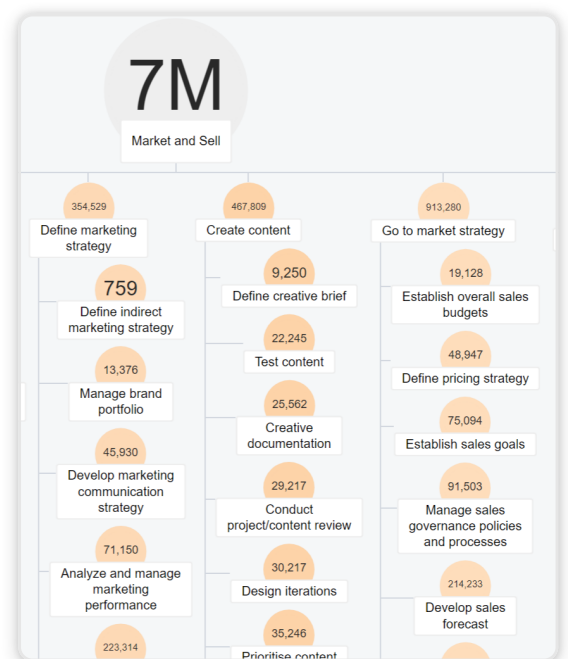 7M
Market and Sell
354,529
Define marketing
strategy
759
Define indirect
marketing strategy
13,376
Manage brand
portfolio
45,930
Develop marketing
communication
strategy
71,150
Analyze and manage
marketing
performance
223,314
467,809
Create content
9,250
Define creative brief
22,245
Test content
25,562
Creative
documentation
29,217
Conduct
project/content review
30,217
Design iterations
35,246
Prioritise content
913,280
Go to market strategy
19,128
Establish overall sales
budgets
48,947
Define pricing strategy
75,094
Establish sales goals
91,503
Manage sales
governance policies
and processes
214,233
Develop sales
forecast